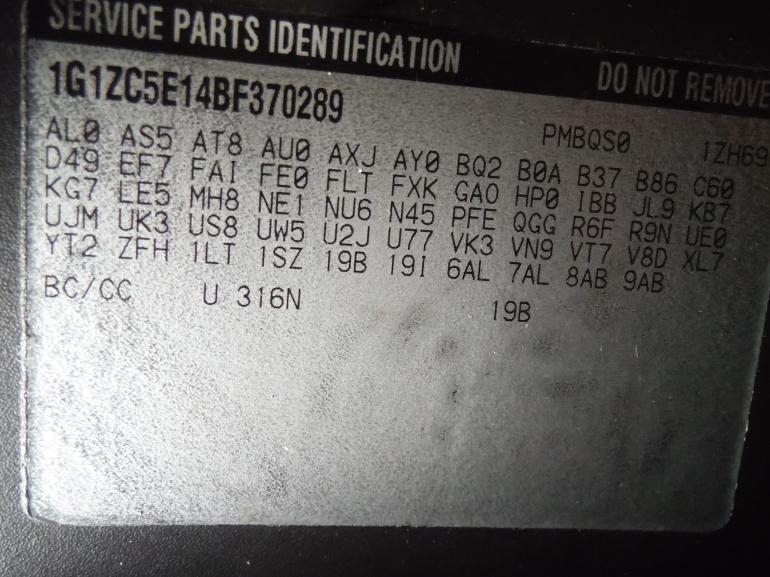 SERVICE PARTS IDENTIFICATION DO NOT REMOVE
1G1ZC5E14BF370289
PMBQS0 1ZH69
AL0 AS5 AT8 AU0 AXJ AY0 BQ2 B0A B37 B86 C60
D49 EF7 FAI FE0 FLT FXK GAO HP0 IBB JL9 KB7
KG7 LE5 MH8 NE1 NU6 N45 PFE QGG R6F R9N UE0
UJM UK3 US8 UW5 U2J U77 VK3 VN9 VT7 V8D XL7
YT2 ZFH 1LT 1SZ 19B 19I 6AL 7AL 8AB 9AB
BC/CC U 316N 19B